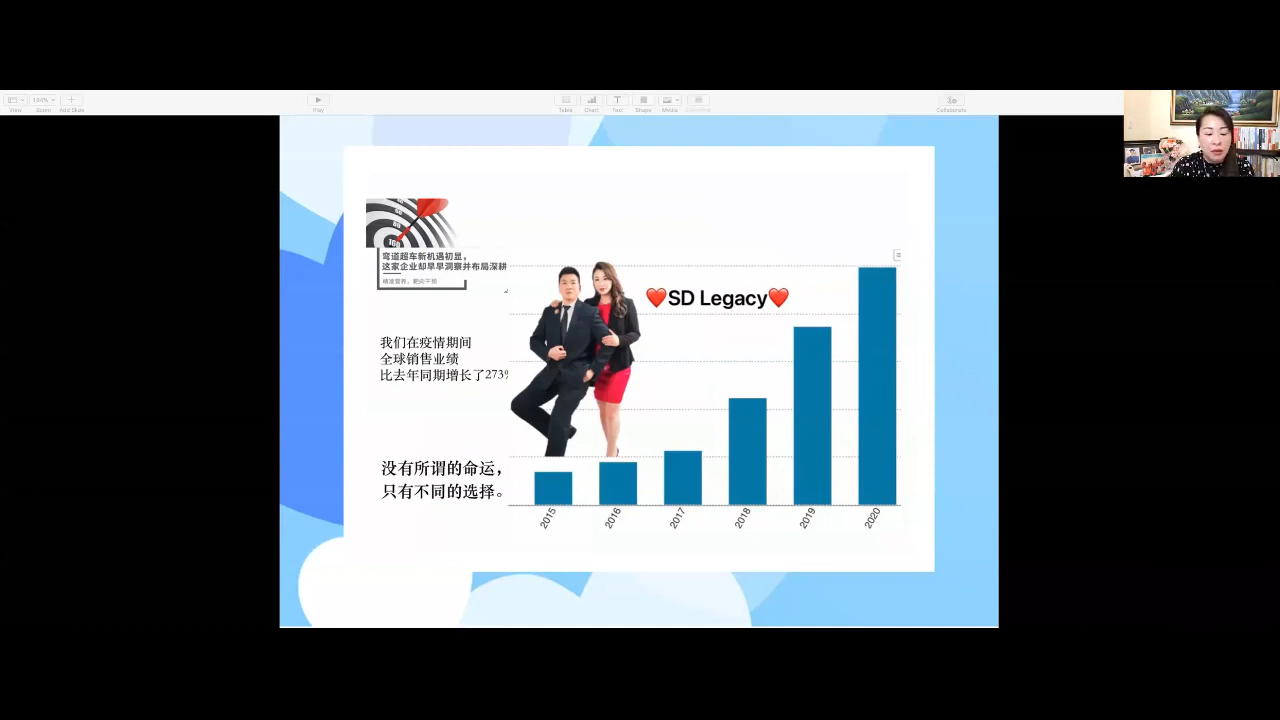 View
Zoom
Add Slide
Play
Table
Chart
Text
Shape
Media
Collaborate
弯道超车新机遇初显，
这家企业却早早洞察并布局深耕
精准营养，靶向干预
我们在疫情期间
全球销售业绩
比去年同期增长了273%
没有所谓的命运，
只有不同的选择。
❤️SD Legacy❤️
2015
2016
2017
2018
2019
2020